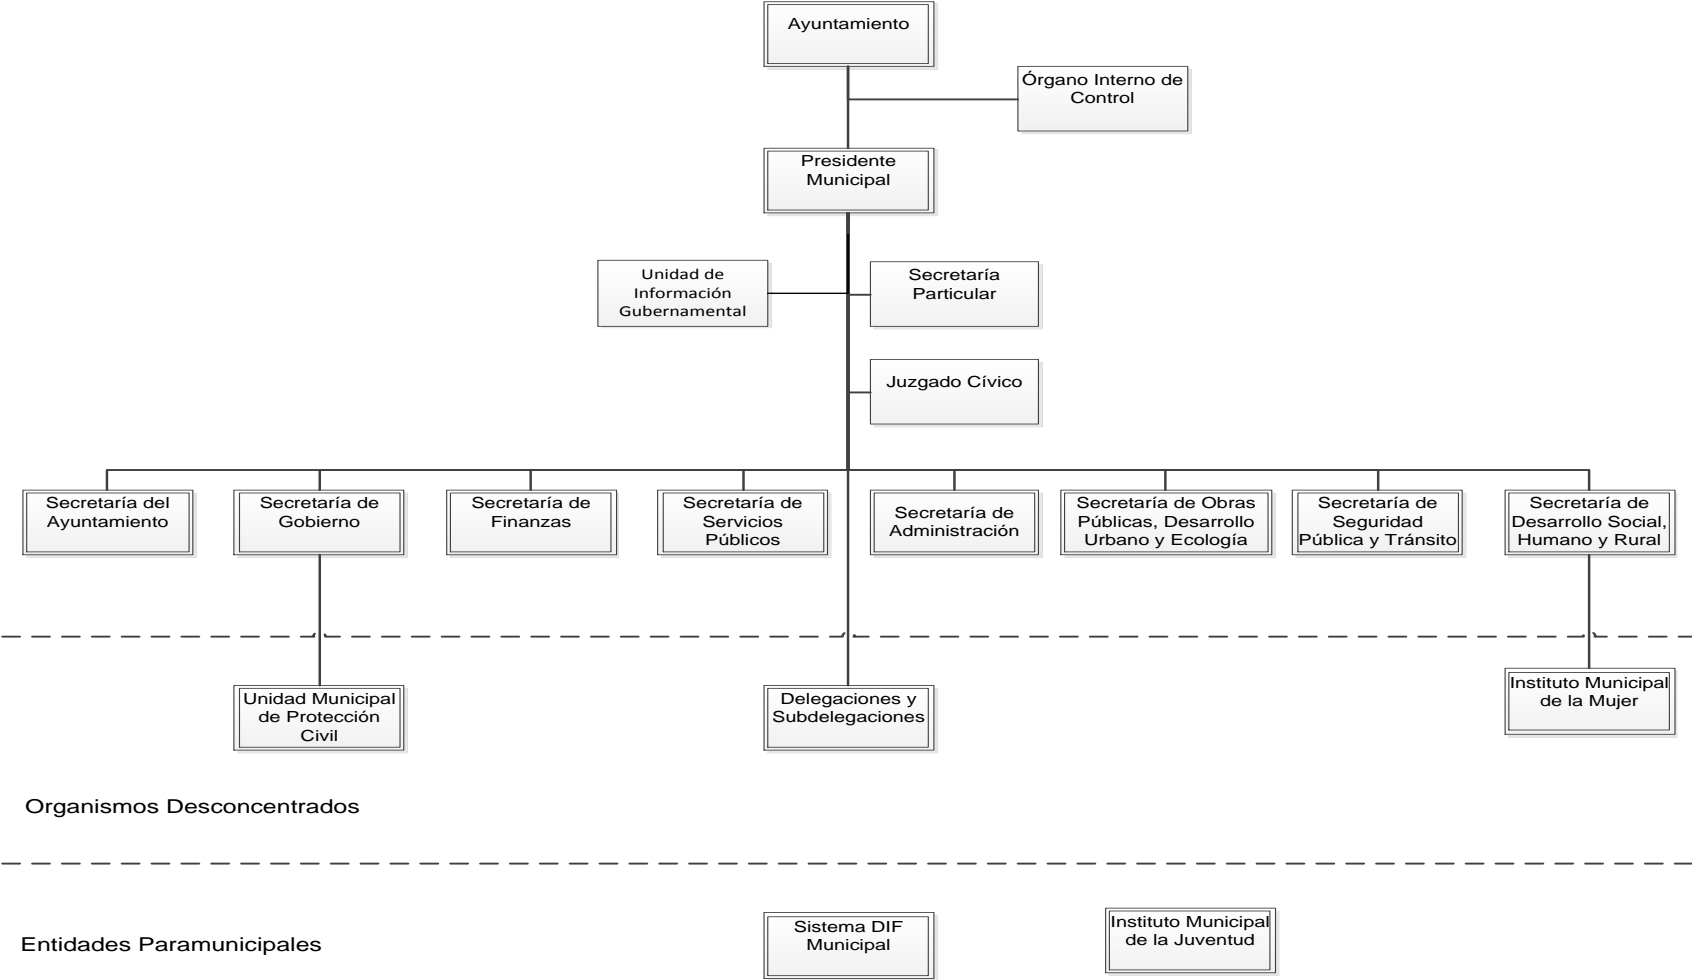 Ayuntamiento
Órgano Interno de
Control
Presidente
Municipal
Unidad de
Información
Gubernamental
Secretaría
Particular
Juzgado Cívico
Secretaría del
Ayuntamiento
Secretaría de
Gobierno
Secretaría de
Finanzas
Secretaría de
Servicios
Públicos
Secretaría de
Administración
Secretaría de Obras
Públicas, Desarrollo
Urbano y Ecología
Secretaría de
Seguridad
Pública y Tránsito
Secretaría de
Desarrollo Social,
Humano y Rural
Unidad Municipal
de Protección
Civil
Delegaciones y
Subdelegaciones
Instituto Municipal
de la Mujer
Organismos Desconcentrados
Entidades Paramunicipales
Sistema DIF
Municipal
Instituto Municipal
de la Juventud